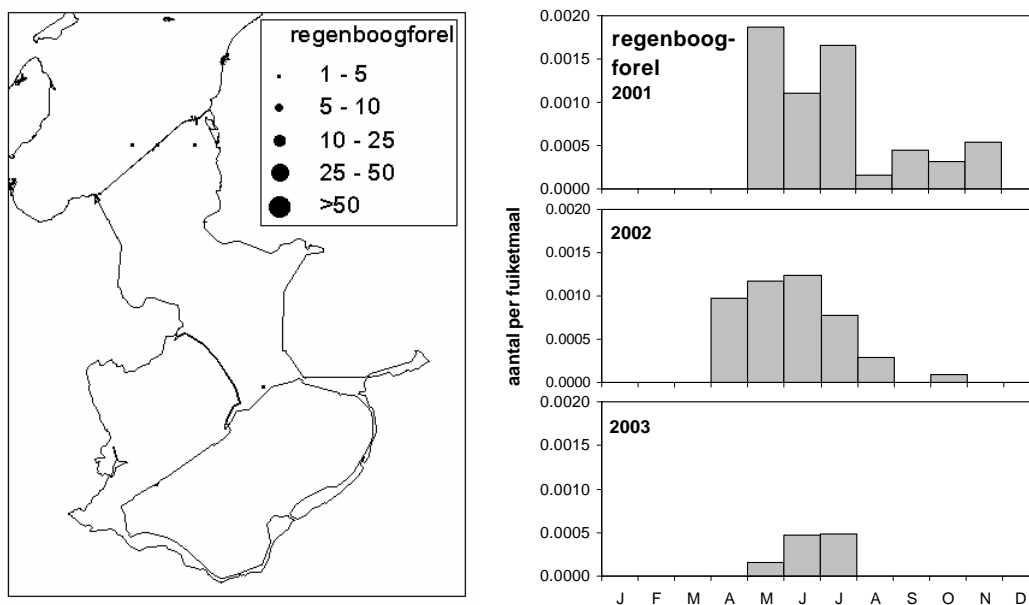 regenboogforel
1 - 5
5 - 10
10 - 25
25 - 50
>50
aantal per fuiketmaal
0.0020
0.0015
0.0010
0.0005
0.0000
regenboog-
forel
2001
0.0020
0.0015
0.0010
0.0005
0.0000
2002
0.0020
0.0015
0.0010
0.0005
0.0000
2003
J F M A M J J A S O N D